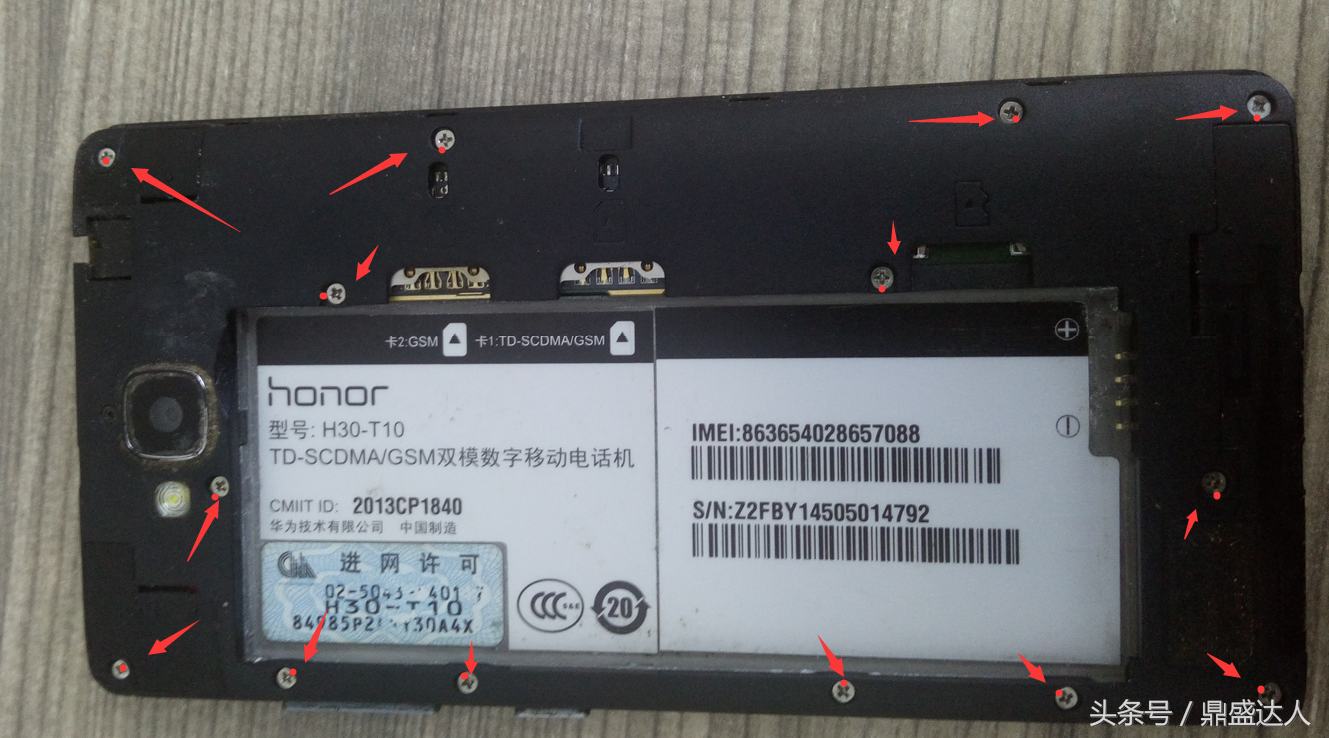 卡2:GSM 卡1:TD-SCDMA/GSM
honor
型号: H30-T10
TD-SCDMA/GSM双模数字移动电话机
CMIIT ID: 2013CP1840
华为技术有限公司 中国制造
进网许可
H30-T10
CCC S&E
20
IMEI:863654028657088
S/N:Z2FBY14505014792
头条号 / 鼎盛达人